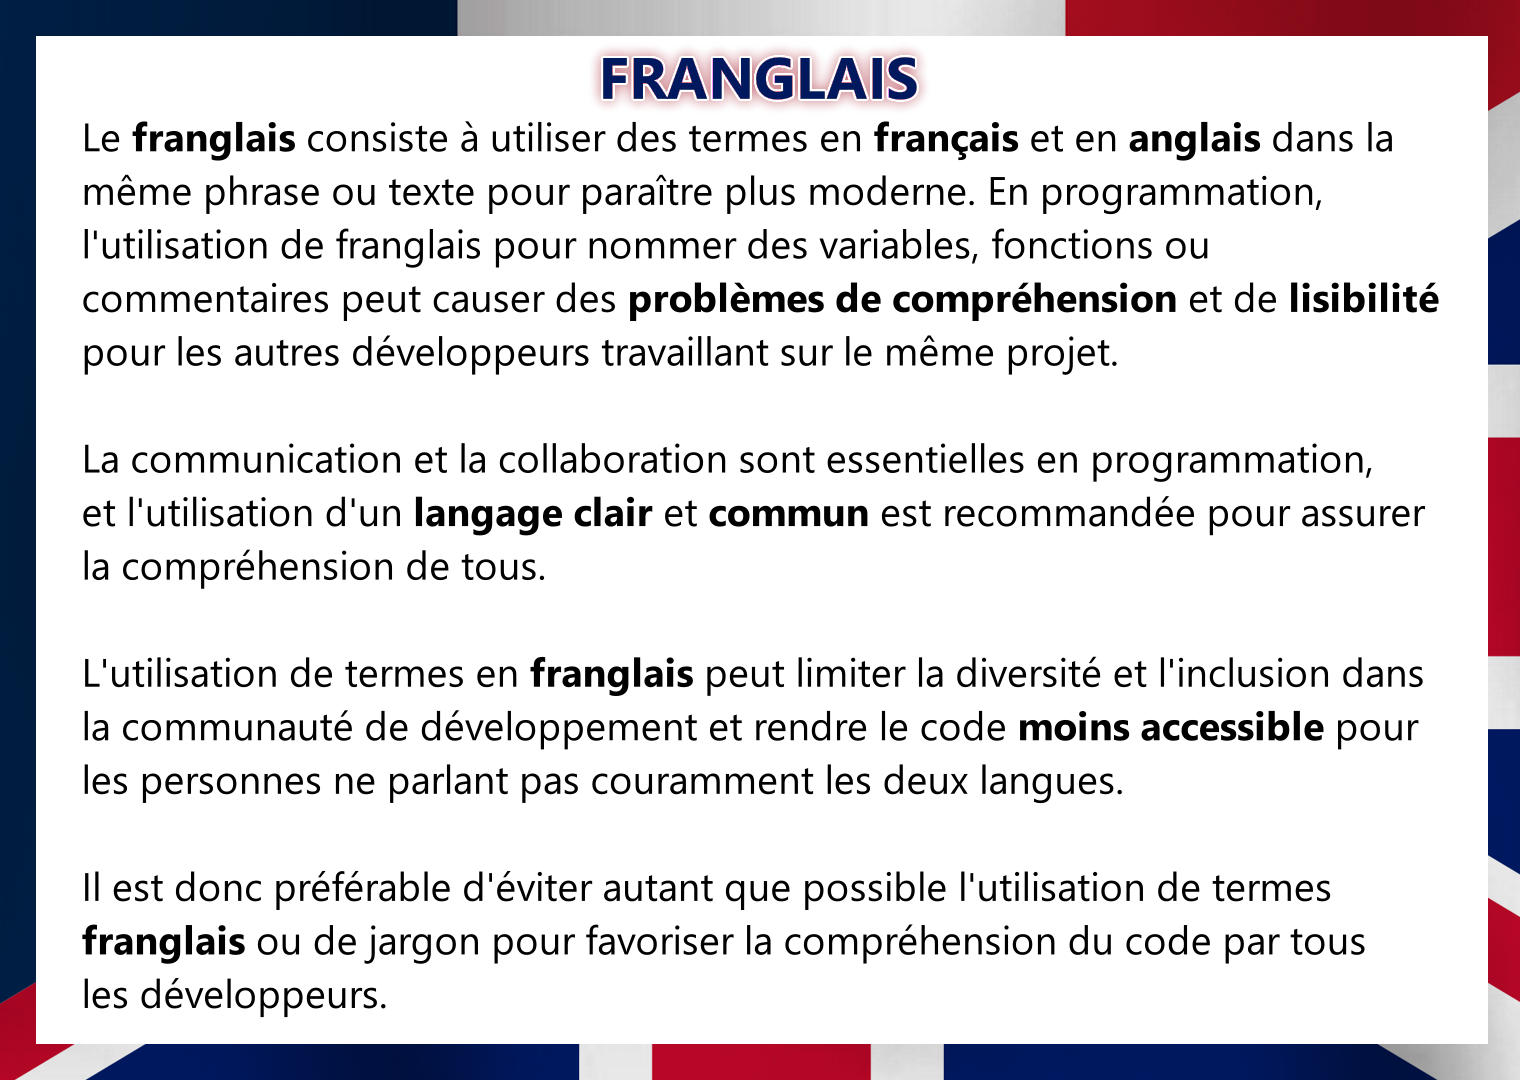 FRANGLAIS
Le franglais consiste à utiliser des termes en français et en anglais dans la
même phrase ou texte pour paraître plus moderne. En programmation,
l'utilisation de franglais pour nommer des variables, fonctions ou
commentaires peut causer des problèmes de compréhension et de lisibilité
pour les autres développeurs travaillant sur le même projet.
La communication et la collaboration sont essentielles en programmation,
et l'utilisation d'un langage clair et commun est recommandée pour assurer
la compréhension de tous.
L'utilisation de termes en franglais peut limiter la diversité et l'inclusion dans
la communauté de développement et rendre le code moins accessible pour
les personnes ne parlant pas couramment les deux langues.
Il est donc préférable d'éviter autant que possible l'utilisation de termes
franglais ou de jargon pour favoriser la compréhension du code par tous
les développeurs.